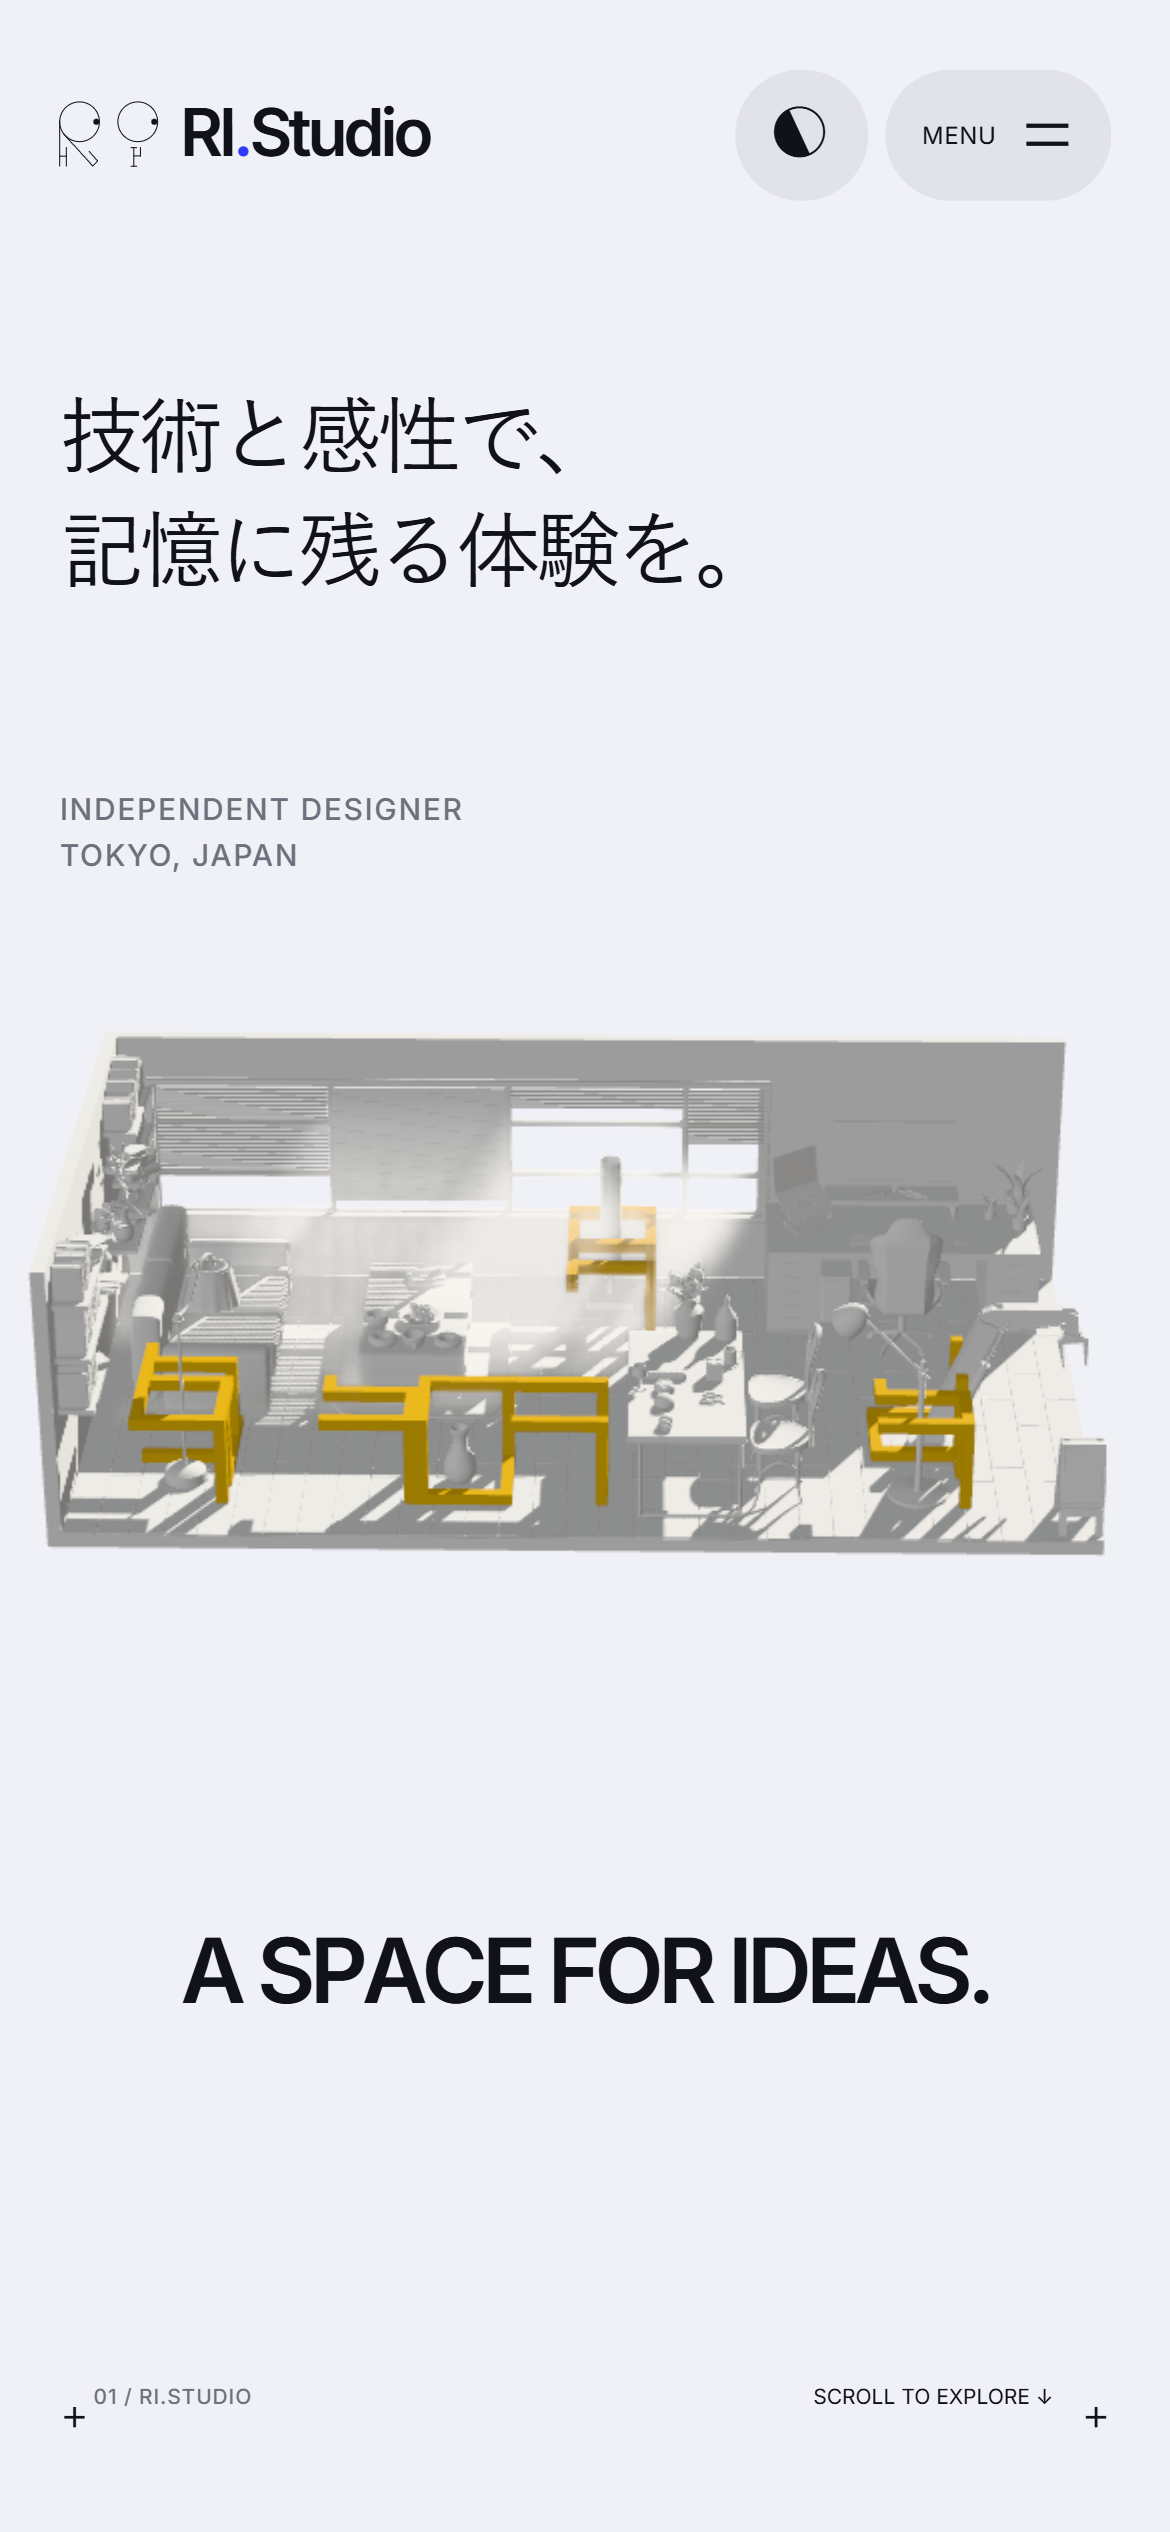 RI.Studio
MENU
技術と感性で、
記憶に残る体験を。
INDEPENDENT DESIGNER
TOKYO, JAPAN
A SPACE FOR IDEAS.
01 / RI.STUDIO
SCROLL TO EXPLORE ↓